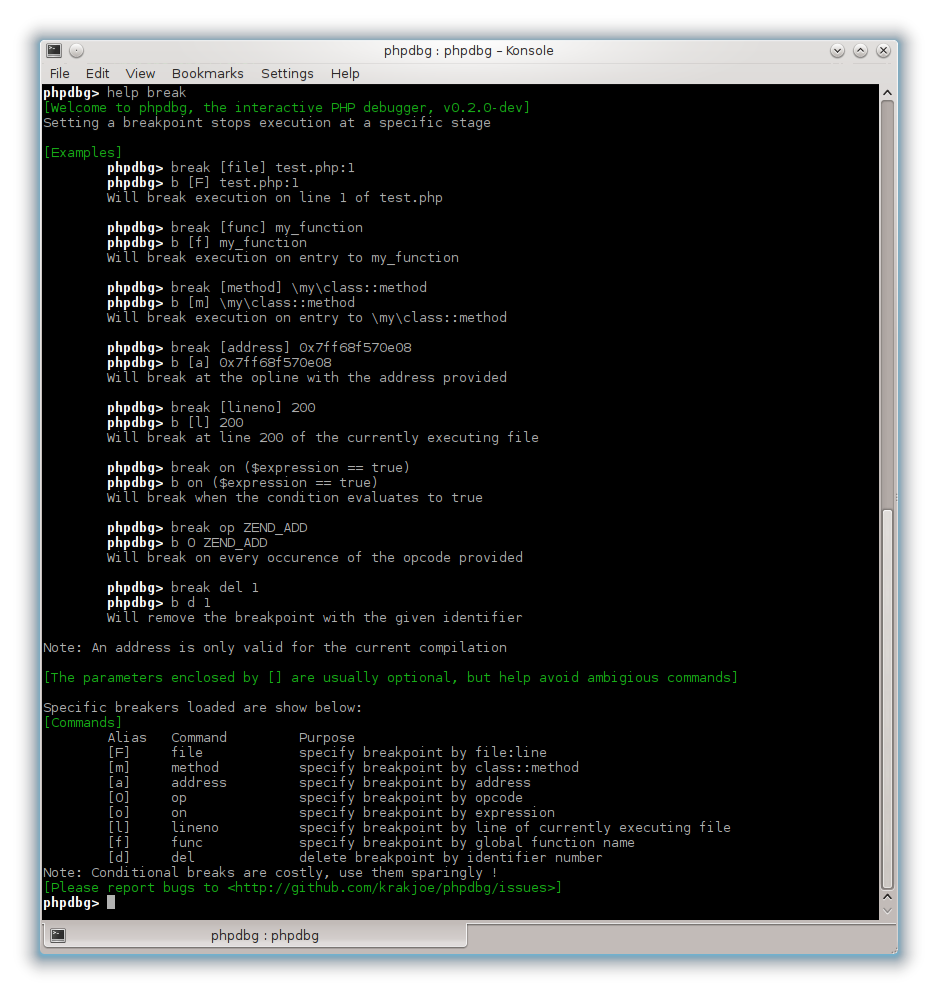 phpdbg : phpdbg – Konsole
File Edit View Bookmarks Settings Help
phpdbg> help break
[Welcome to phpdbg, the interactive PHP debugger, v0.2.0-dev]
Setting a breakpoint stops execution at a specific stage
[Examples]
phpdbg> break [file] test.php:1
phpdbg> b [F] test.php:1
Will break execution on line 1 of test.php
phpdbg> break [func] my_function
phpdbg> b [f] my_function
Will break execution on entry to my_function
phpdbg> break [method] \my\class::method
phpdbg> b [m] \my\class::method
Will break execution on entry to \my\class::method
phpdbg> break [address] 0x7ff68f570e08
phpdbg> b [a] 0x7ff68f570e08
Will break at the opline with the address provided
phpdbg> break [lineno] 200
phpdbg> b [l] 200
Will break at line 200 of the currently executing file
phpdbg> break on ($expression == true)
phpdbg> b on ($expression == true)
Will break when the condition evaluates to true
phpdbg> break op ZEND_ADD
phpdbg> b O ZEND_ADD
Will break on every occurence of the opcode provided
phpdbg> break del 1
phpdbg> b d 1
Will remove the breakpoint with the given identifier
Note: An address is only valid for the current compilation
[The parameters enclosed by [] are usually optional, but help avoid ambigious commands]
Specific breakers loaded are show below:
[Commands]
Alias Command Purpose
[F] file specify breakpoint by file:line
[m] method specify breakpoint by class::method
[a] address specify breakpoint by address
[O] op specify breakpoint by opcode
[o] on specify breakpoint by expression
[l] lineno specify breakpoint by line of currently executing file
[f] func specify breakpoint by global function name
[d] del delete breakpoint by identifier number
Note: Conditional breaks are costly, use them sparingly !
[Please report bugs to <http://github.com/krakjoe/phpdbg/issues>]
phpdbg>
phpdbg : phpdbg